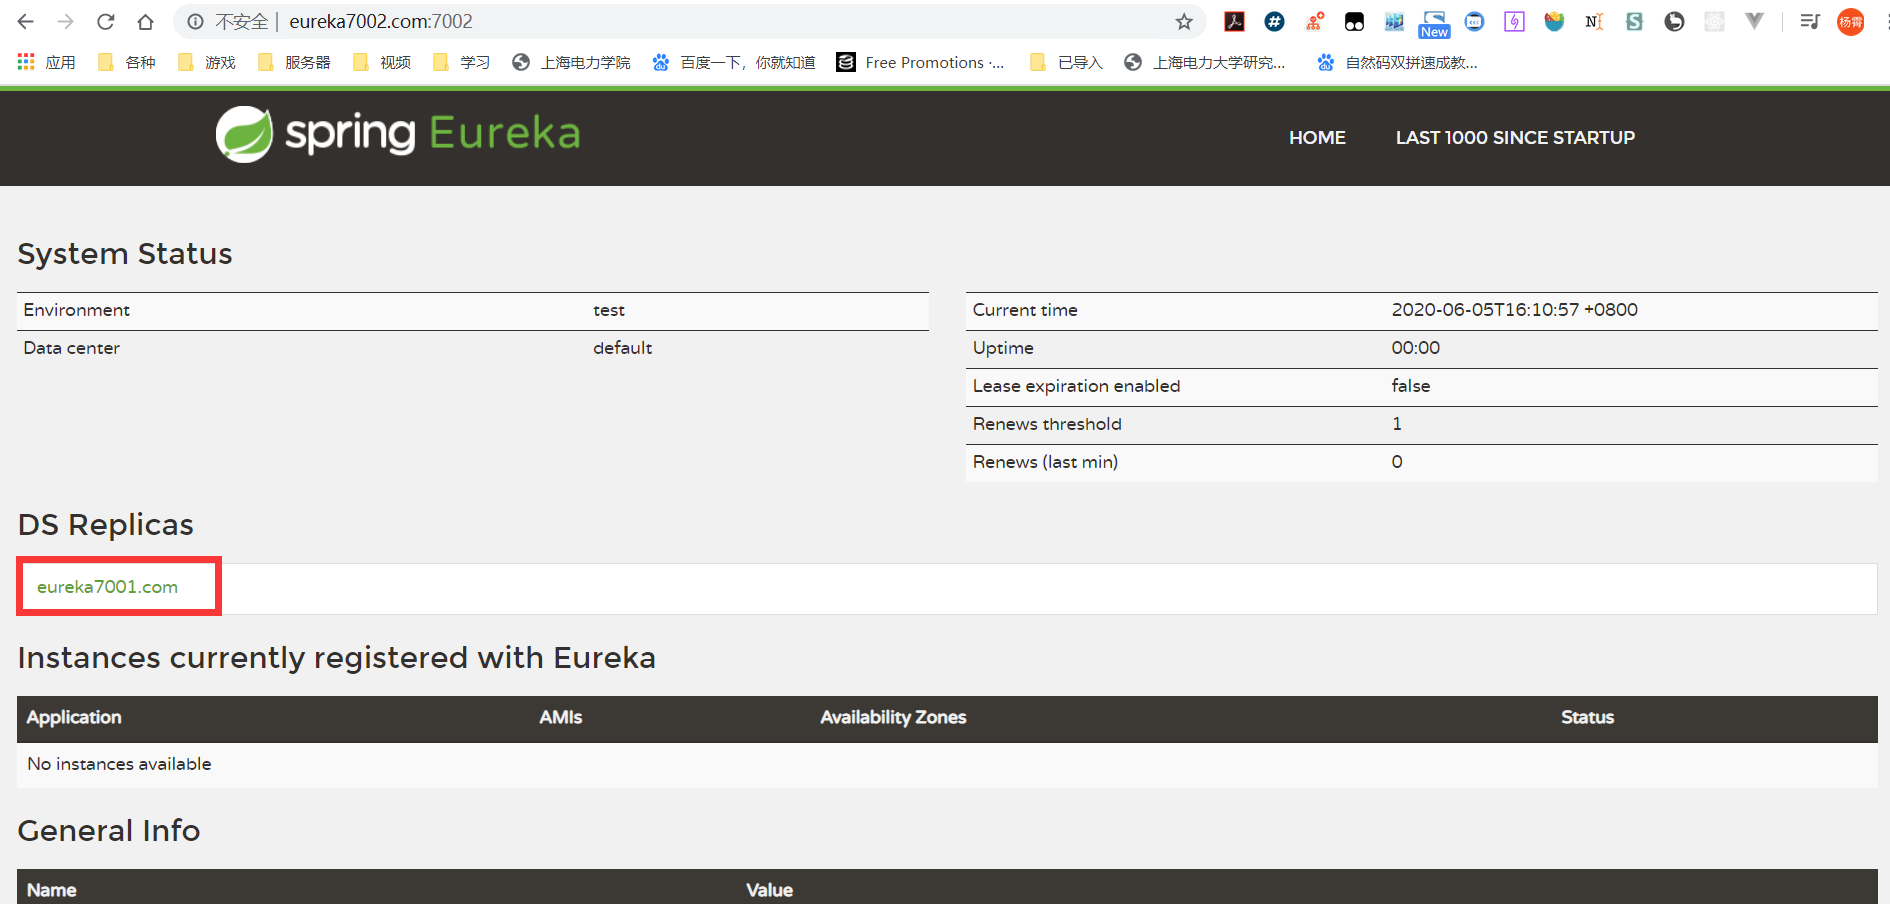 不安全 | eureka7002.com:7002
New
杨霄
应用 各种 游戏 服务器 视频 学习 上海电力学院 百度一下，你就知道 Free Promotions -... 已导入 上海电力大学研究... 自然码双拼速成教...
spring Eureka
HOME LAST 1000 SINCE STARTUP
System Status
Environment test
Data center default
Current time 2020-06-05T16:10:57 +0800
Uptime 00:00
Lease expiration enabled false
Renews threshold 1
Renews (last min) 0
DS Replicas
eureka7001.com
Instances currently registered with Eureka
Application AMIs Availability Zones Status
No instances available
General Info
Name Value